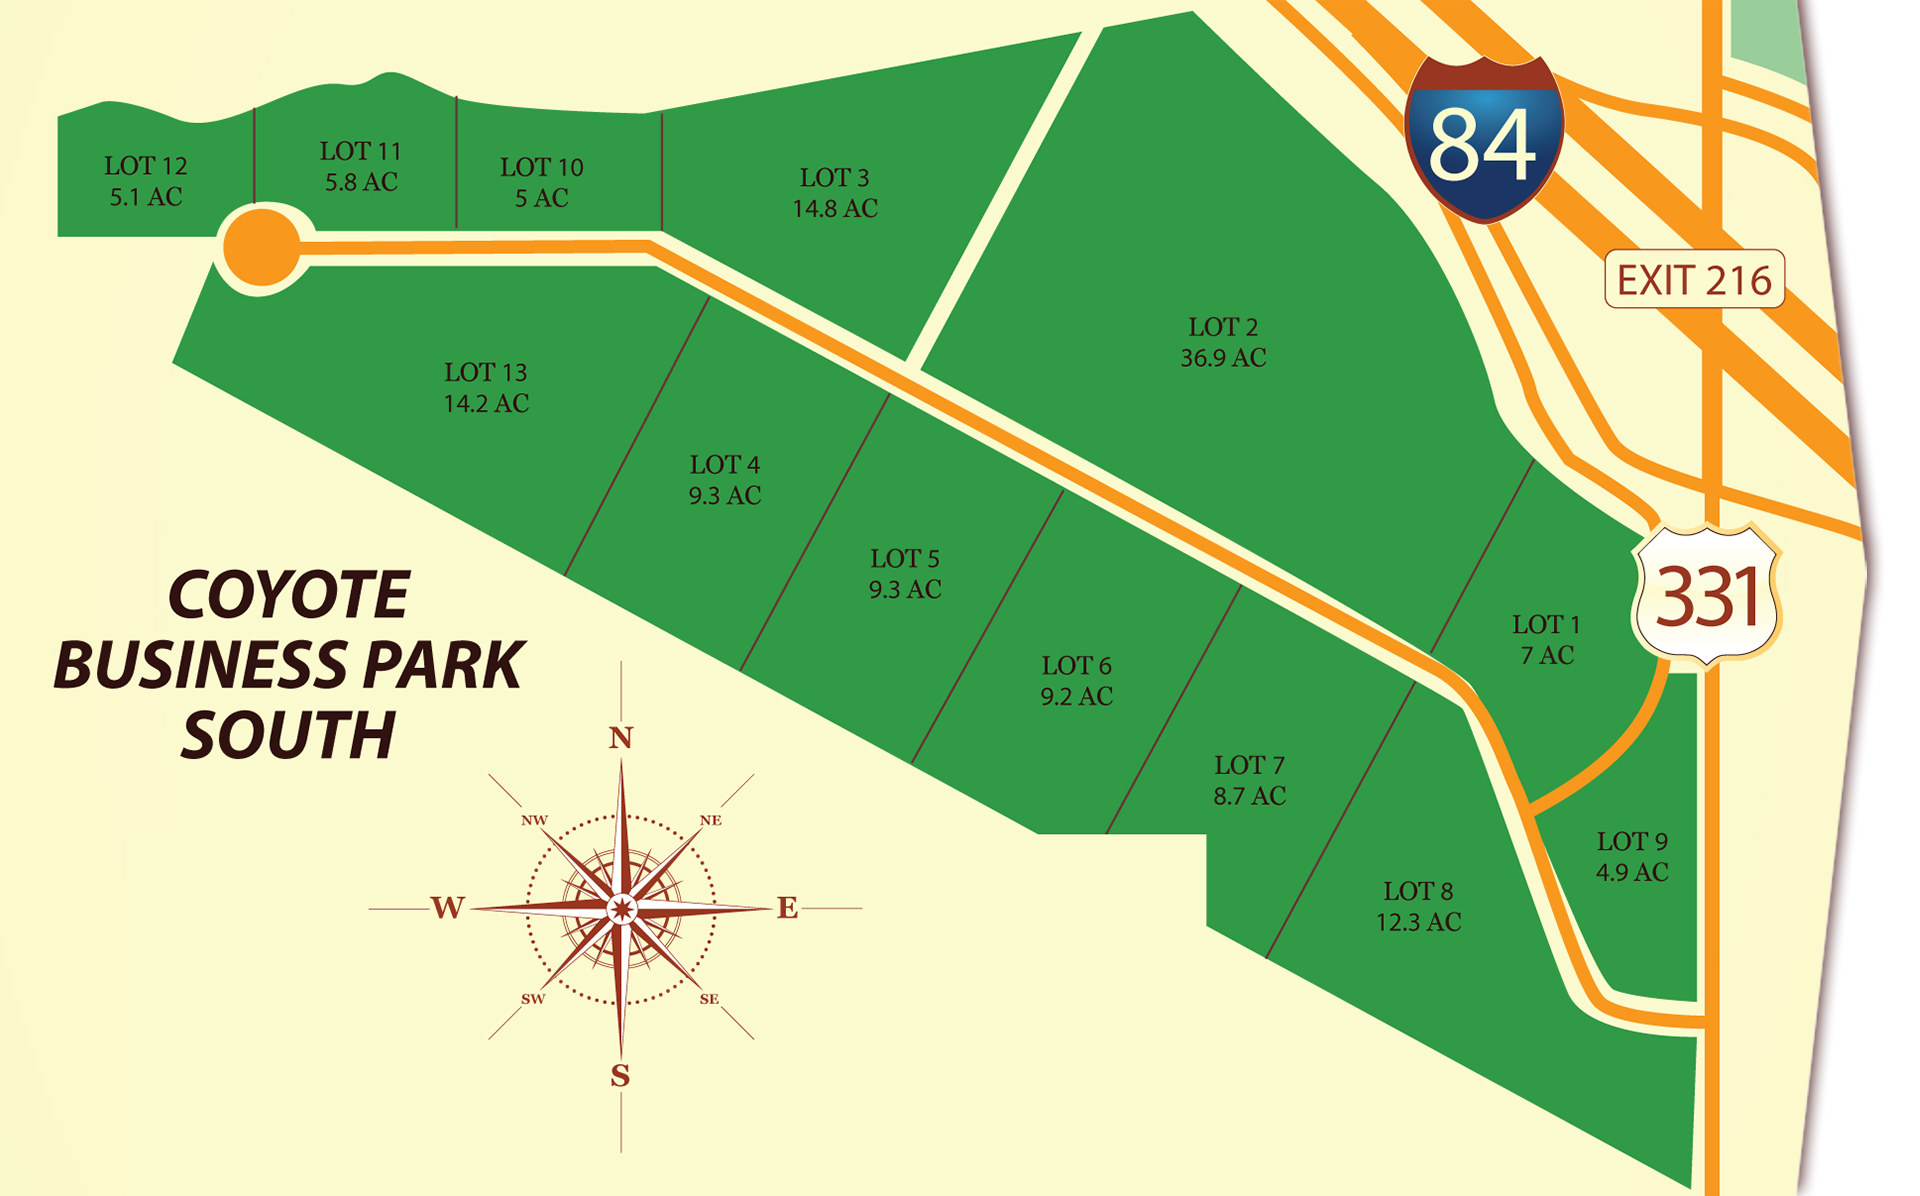 84
EXIT 216
LOT 12
5.1 AC
LOT 11
5.8 AC
LOT 10
5 AC
LOT 3
14.8 AC
LOT 2
36.9 AC
LOT 13
14.2 AC
LOT 4
9.3 AC
LOT 5
9.3 AC
LOT 6
9.2 AC
LOT 7
8.7 AC
LOT 8
12.3 AC
LOT 1
7 AC
331
LOT 9
4.9 AC
COYOTE
BUSINESS PARK
SOUTH
N
NW
NE
W
E
SW
SE
S